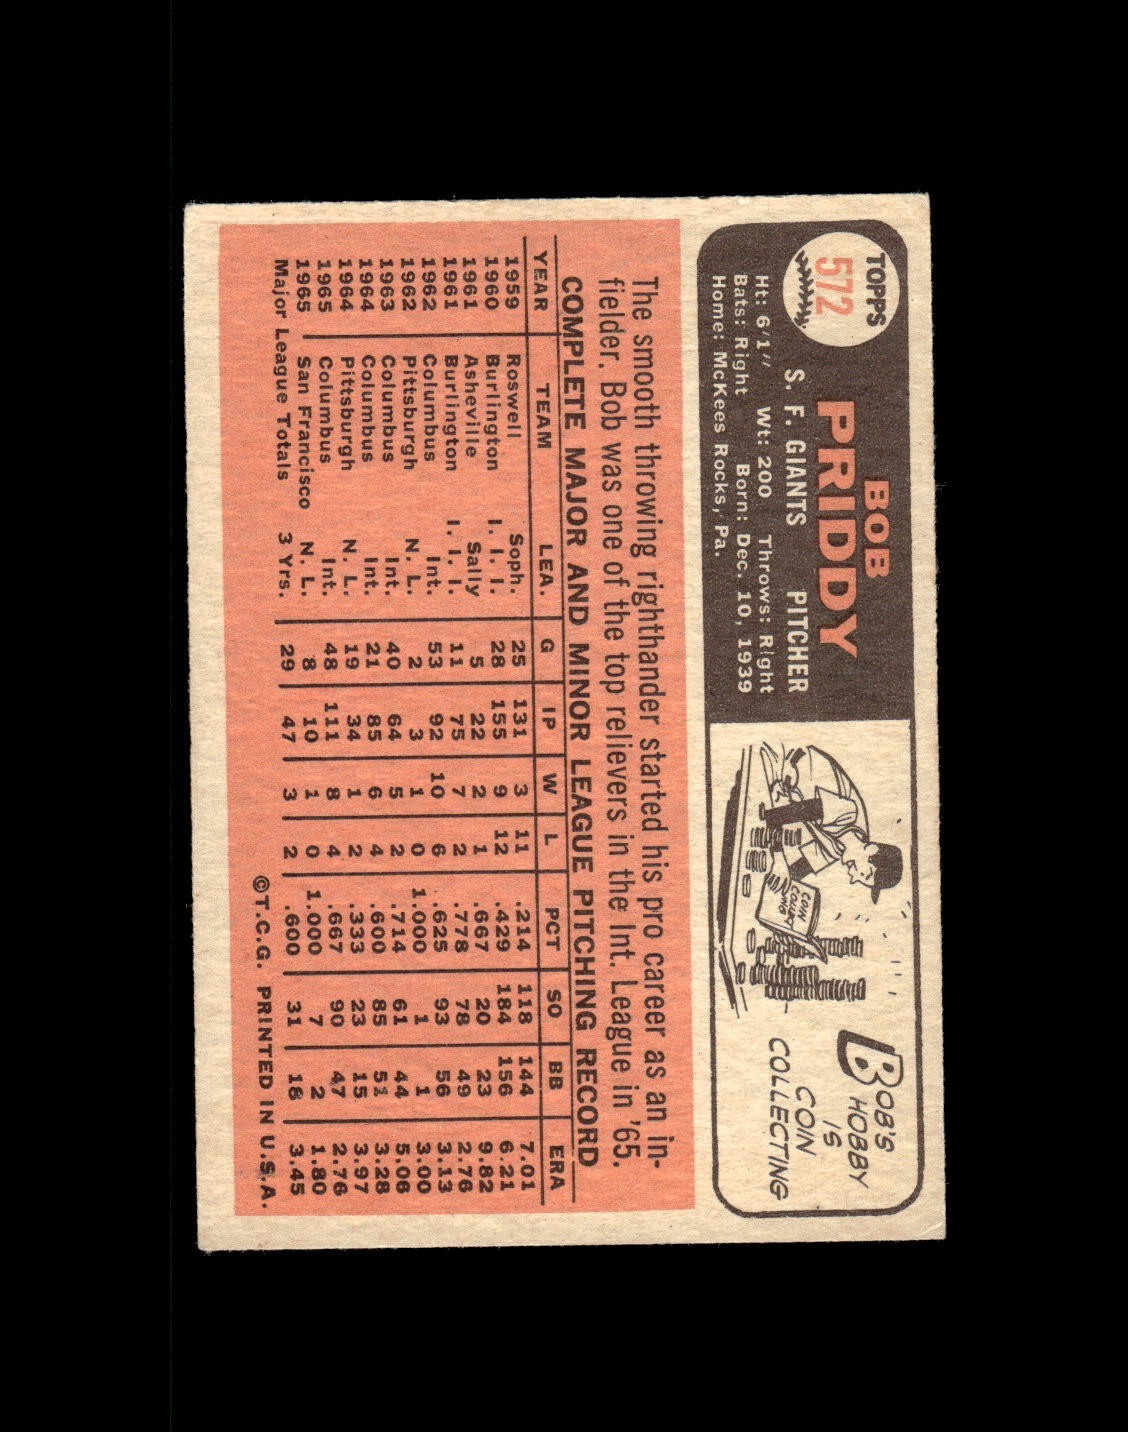 TOPPS
572
BOB
PRIDDY
S. F. GIANTS PITCHER
Ht: 6'1" Wt: 200 Throws: Right
Bats: Right Born: Dec. 10, 1939
Home: McKees Rocks, Pa.
COIN
COLLECTING
BOB'S
HOBBY
IS
COIN
COLLECTING
The smooth throwing righthander started his pro career as an in-
fielder. Bob was one of the top relievers in the Int. League in '65.
COMPLETE MAJOR AND MINOR LEAGUE PITCHING RECORD
YEAR TEAM LEA. G IP W L PCT SO BB ERA
1959 Roswell Soph. 25 131 3 11 .214 118 144 7.01
1960 Burlington I. I. I. 28 155 9 12 .429 184 156 6.21
1961 Asheville Sally 5 22 2 1 .667 20 23 9.82
1961 Burlington I. I. I. 11 75 7 2 .778 78 49 2.76
1962 Columbus Int. 53 92 10 6 .625 93 56 3.13
1962 Pittsburgh N. L. 2 3 1 0 1.000 1 1 3.00
1963 Columbus Int. 40 64 5 2 .714 61 44 5.06
1964 Columbus Int. 21 85 6 4 .600 85 51 3.28
1964 Pittsburgh N. L. 19 34 1 2 .333 23 15 3.97
1965 Columbus Int. 48 111 8 4 .667 90 47 2.76
1965 San Francisco N. L. 8 10 1 0 1.000 7 2 1.80
Major League Totals 3 Yrs. 29 47 3 2 .600 31 18 3.45
©T.C.G. PRINTED IN U.S.A.